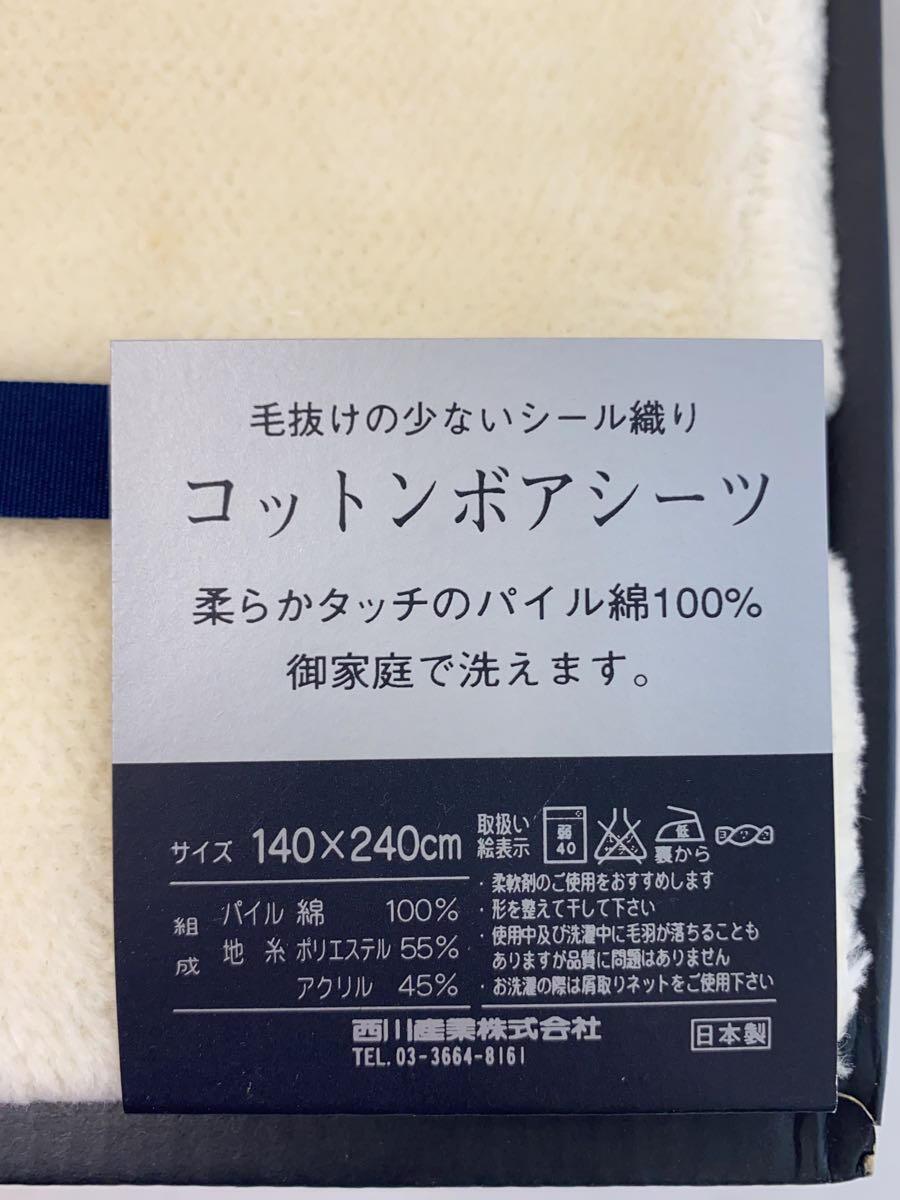 毛抜けの少ないシール織り
コットンボアシーツ
柔らかタッチのパイル綿100%
御家庭で洗えます。
サイズ 140×240cm
組成 パイル 綿 100%
地糸 ポリエステル 55%
アクリル 45%
取扱い
絵表示
弱
40
エンソ
サラシ
低
裏から
・柔軟剤のご使用をおすすめします
・形を整えて干して下さい
・使用中及び洗濯中に毛羽が落ちることも
ありますが品質に問題はありません
・お洗濯の際は屑取りネットをご使用下さい
西川産業株式会社
TEL. 03-3664-8161
日本製